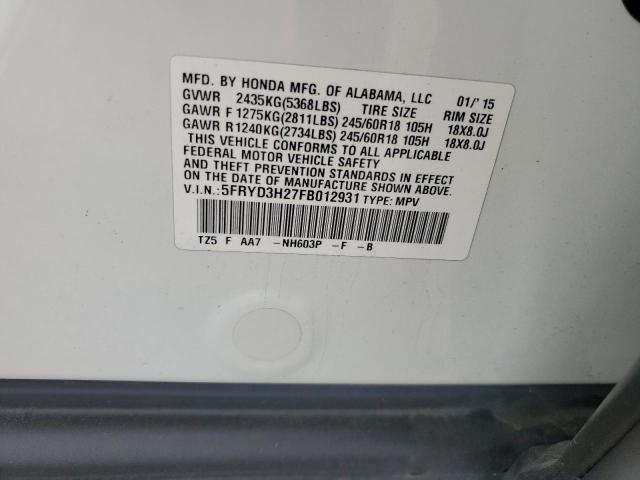 MFD. BY HONDA MFG. OF ALABAMA, LLC 01/'15
GVWR 2435KG(5368LBS) TIRE SIZE RIM SIZE
GAWR F 1275KG(2811LBS) 245/60R18 105H 18X8.0J
GAWR R 1240KG(2734LBS) 245/60R18 105H 18X8.0J
THIS VEHICLE CONFORMS TO ALL APPLICABLE
FEDERAL MOTOR VEHICLE SAFETY
AND THEFT PREVENTION STANDARDS IN EFFECT
ON THE DATE OF MANUFACTURE SHOWN ABOVE.
V.I.N.:5FRYD3H27FB012931 TYPE: MPV
TZ5 F AA7 -NH603P -F -B